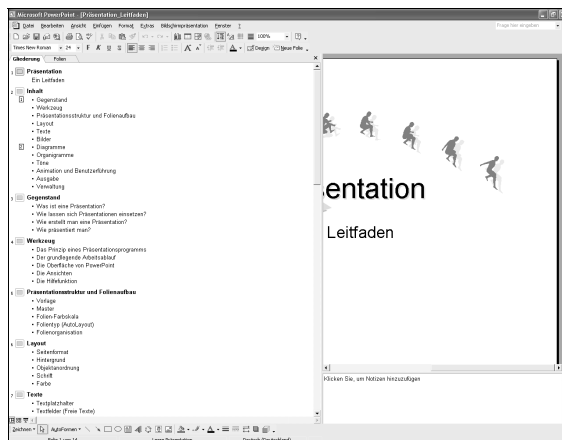 Microsoft PowerPoint - [Präsentation_Leitfaden]
Datei Bearbeiten Ansicht Einfügen Format Extras Bildschirmpräsentation Fenster ?
Frage hier eingeben
100%
Times New Roman 24 F K U S Design Neue Folie
Gliederung Folien
1 Präsentation
Ein Leitfaden
2 Inhalt
1 • Gegenstand
• Werkzeug
• Präsentationsstruktur und Folienaufbau
• Layout
• Texte
• Bilder
2 • Diagramme
• Organigramme
• Töne
• Animation und Benutzerführung
• Ausgabe
• Verwaltung
3 Gegenstand
• Was ist eine Präsentation?
• Wie lassen sich Präsentationen einsetzen?
• Wie erstellt man eine Präsentation?
• Wie präsentiert man?
4 Werkzeug
• Das Prinzip eines Präsentationsprogramms
• Der grundlegende Arbeitsablauf
• Die Oberfläche von PowerPoint
• Die Ansichten
• Die Hilfefunktion
5 Präsentationsstruktur und Folienaufbau
• Vorlage
• Master
• Folien-Farbskala
• Folientyp (AutoLayout)
• Folienorganisation
6 Layout
• Seitenformat
• Hintergrund
• Objektanordnung
• Schrift
• Farbe
7 Texte
• Textplatzhalter
• Textfelder (Freie Texte)
entation
Leitfaden
Klicken Sie, um Notizen hinzuzufügen
Zeichnen AutoFormen